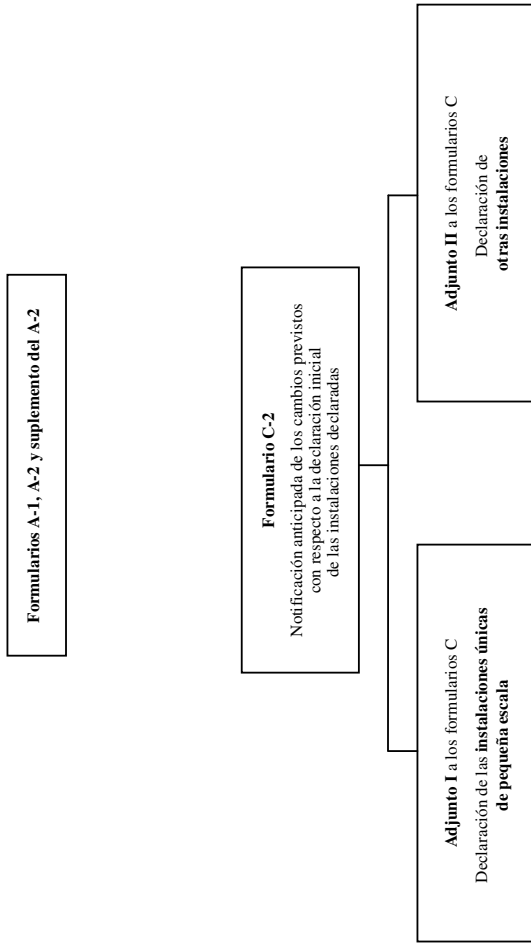 Formularios A-1, A-2 y suplemento del A-2
Formulario C-2
Notificación anticipada de los cambios previstos
con respecto a la declaración inicial
de las instalaciones declaradas
Adjunto I a los formularios C
Declaración de las instalaciones únicas
de pequeña escala
Adjunto II a los formularios C
Declaración de
otras instalaciones